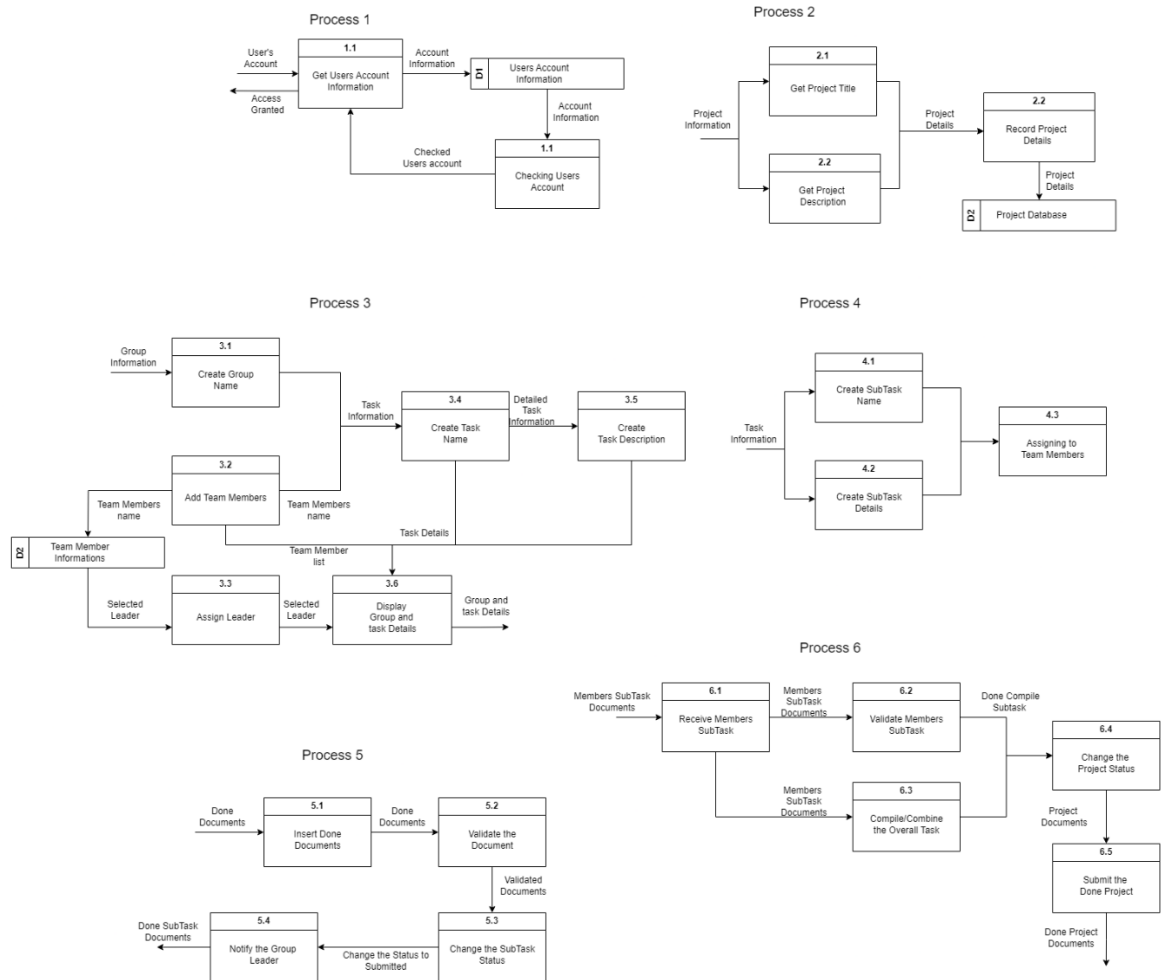 Process 1
User's
Account
Access
Granted
1.1
Get Users Account
Information
Account
Information
D1
Users Account
Information
Account
Information
Checked
Users account
1.1
Checking Users
Account
Process 2
Project
Information
2.1
Get Project Title
2.2
Get Project
Description
Project
Details
2.2
Record Project
Details
Project
Details
D2
Project Database
Process 3
Group
Information
3.1
Create Group
Name
Task
Information
3.4
Create Task
Name
Detailed
Task
Information
3.5
Create
Task Description
3.2
Add Team Members
Team Members
name
Team Members
name
D2
Team Member
Informations
Task Details
Team Member
list
Selected
Leader
3.3
Assign Leader
Selected
Leader
3.6
Display
Group and
task Details
Group and
task Details
Process 4
Task
Information
4.1
Create SubTask
Name
4.2
Create SubTask
Details
4.3
Assigning to
Team Members
Process 5
Done
Documents
5.1
Insert Done
Documents
Done
Documents
5.2
Validate the
Document
Validated
Documents
5.3
Change the SubTask
Status
Change the Status to
Submitted
5.4
Notify the Group
Leader
Done SubTask
Documents
Process 6
Members SubTask
Documents
6.1
Receive Members
SubTask
Members
SubTask
Documents
6.2
Validate Members
SubTask
Done Compile
Subtask
Members
SubTask
Documents
6.3
Compile/Combine
the Overall Task
6.4
Change the
Project Status
Project
Documents
6.5
Submit the
Done Project
Done Project
Documents